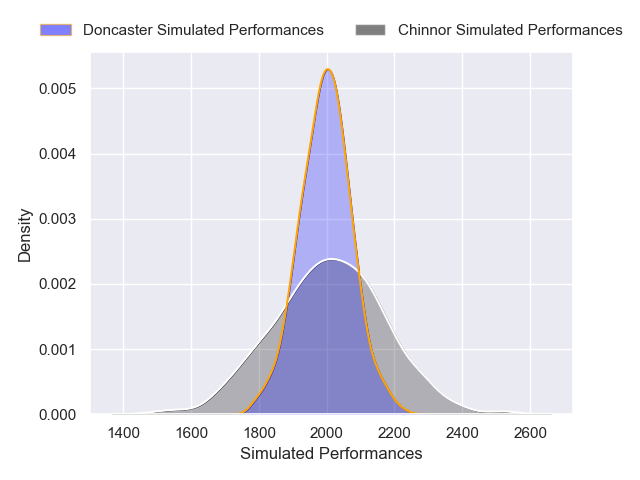 Doncaster Simulated Performances
Chinnor Simulated Performances
Density
0.005
0.004
0.003
0.002
0.001
0.000
1400 1600 1800 2000 2200 2400 2600
Simulated Performances